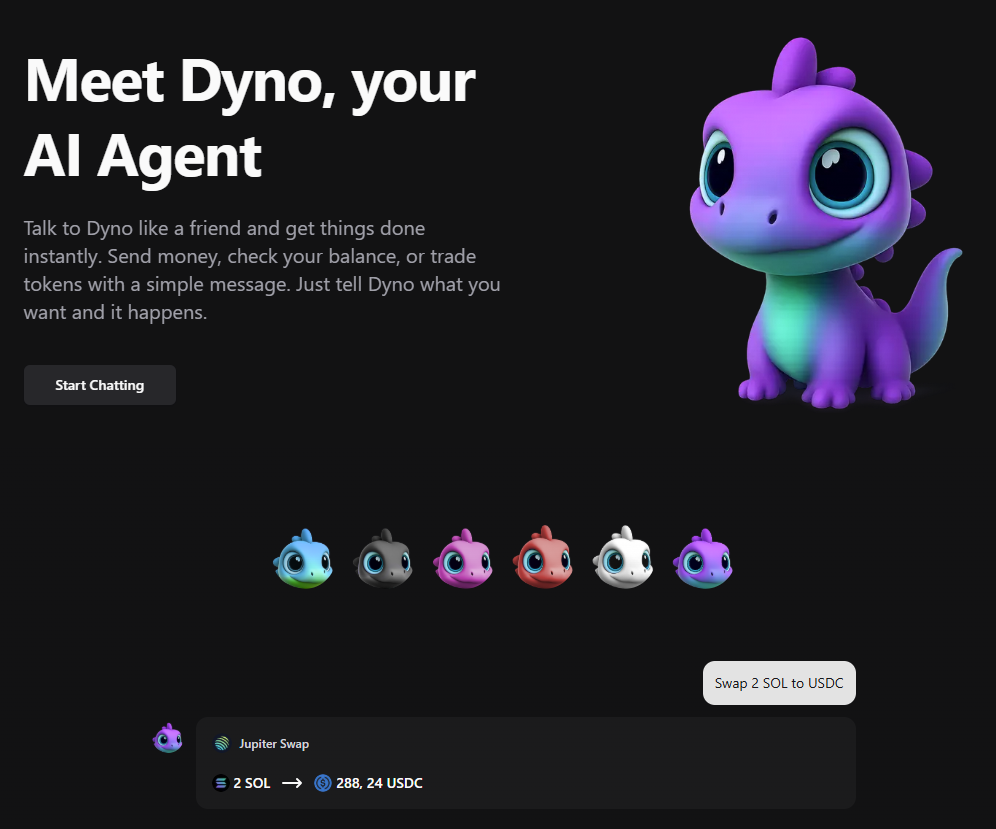 Meet Dyno, your
AI Agent
Talk to Dyno like a friend and get things done
instantly. Send money, check your balance, or trade
tokens with a simple message. Just tell Dyno what you
want and it happens.
Start Chatting
Swap 2 SOL to USDC
Jupiter Swap
2 SOL → 288, 24 USDC